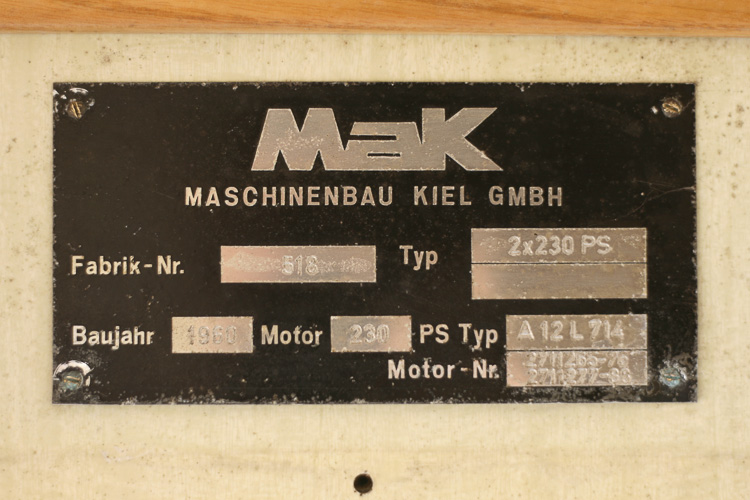 MaK
MASCHINENBAU KIEL GMBH
Fabrik-Nr. 518 Typ 2x230 PS
Baujahr 1960 Motor 230 PS Typ A 12 L 714
Motor-Nr.